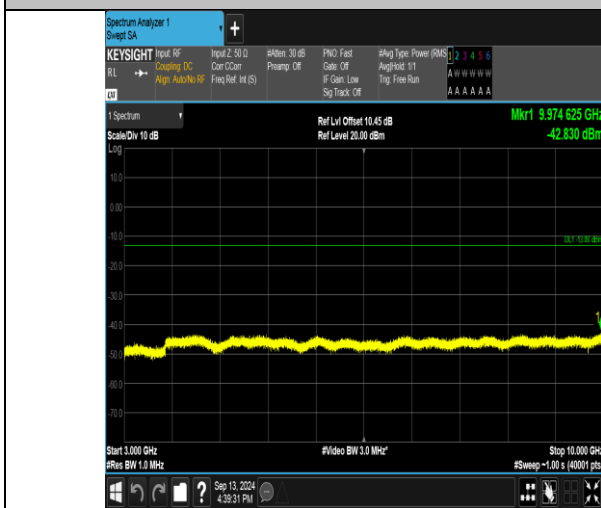 Spectrum Analyzer 1
Swept SA
+
KEYSIGHT Input: RF Input Z: 50 Ω #Atten: 30 dB PNO: Fast #Avg Type: Power (RMS 1 2 3 4 5 6
RL Coupling: DC Corr CCorr Preamp: Off Gate: Off Avg|Hold: 1/1 A W W W W W
Align: Auto/No RF Freq Ref: Int (S) IF Gain: Low Trig: Free Run
Sig Track: Off A A A A A A
LXI
1 Spectrum Ref Lvl Offset 10.45 dB Mkr1 9.974 625 GHz
Scale/Div 10 dB Ref Level 20.00 dBm -42.830 dBm
Log
10.0
0.00
-10.0
DL1 -13.00 dBm
-20.0
-30.0
-40.0
1
-50.0
-60.0
-70.0
Start 3.000 GHz #Video BW 3.0 MHz* Stop 10.000 GHz
#Res BW 1.0 MHz #Sweep ~1.00 s (40001 pts
? Sep 13, 2024
4:39:31 PM